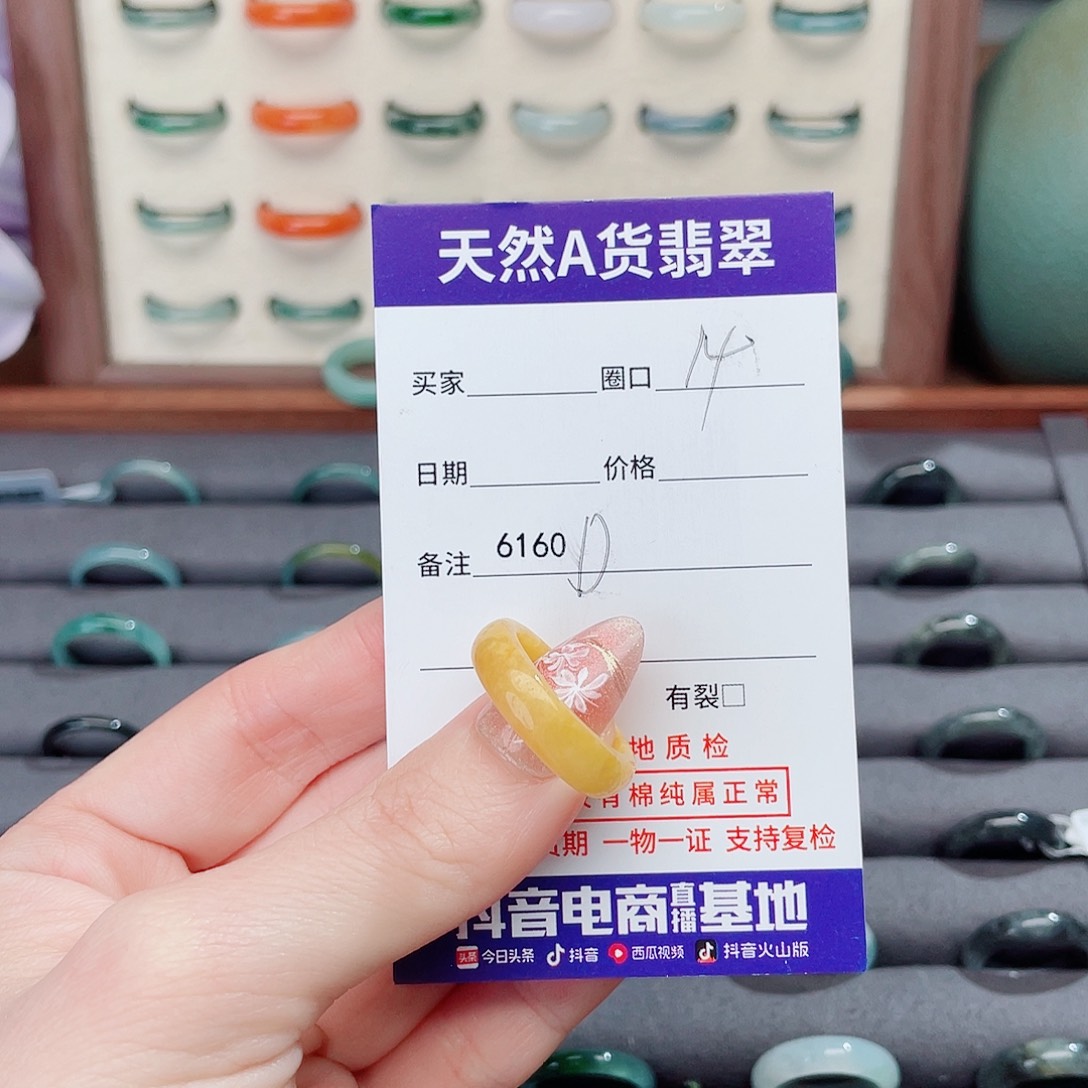 天然A货翡翠
买家 圈口 14
日期 价格
备注 6160 D
有裂□
地质检
有棉纯属正常
期 一物一证 支持复检
抖音电商直播基地
头条 今日头条 抖音 西瓜视频 抖音火山版